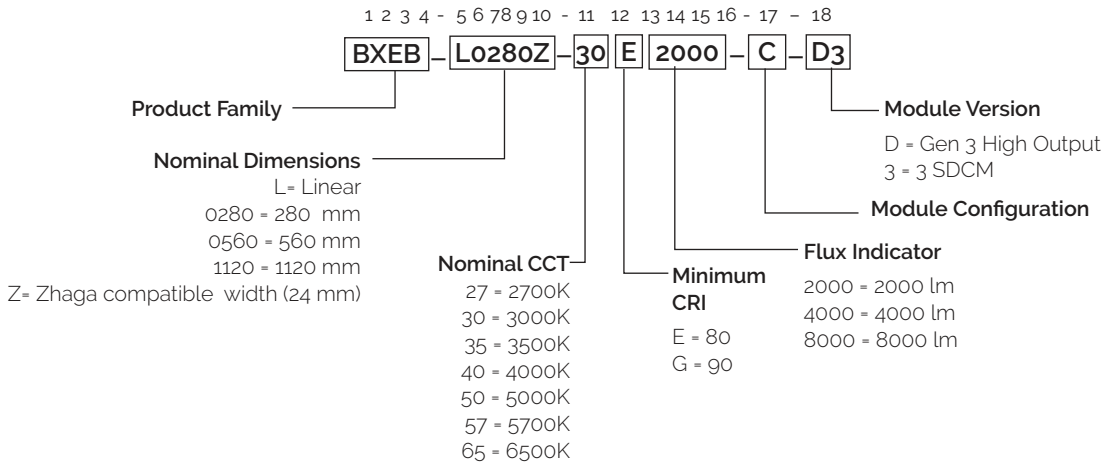 1 2 3 4 - 5 6 78 9 10 - 11 12 13 14 15 16 - 17 - 18
BXEB – L0280Z – 30 E 2000 – C – D3
Product Family
Nominal Dimensions
L= Linear
0280 = 280 mm
0560 = 560 mm
1120 = 1120 mm
Z= Zhaga compatible width (24 mm)
Nominal CCT
27 = 2700K
30 = 3000K
35 = 3500K
40 = 4000K
50 = 5000K
57 = 5700K
65 = 6500K
Minimum
CRI
E = 80
G = 90
Flux Indicator
2000 = 2000 lm
4000 = 4000 lm
8000 = 8000 lm
Module Configuration
Module Version
D = Gen 3 High Output
3 = 3 SDCM